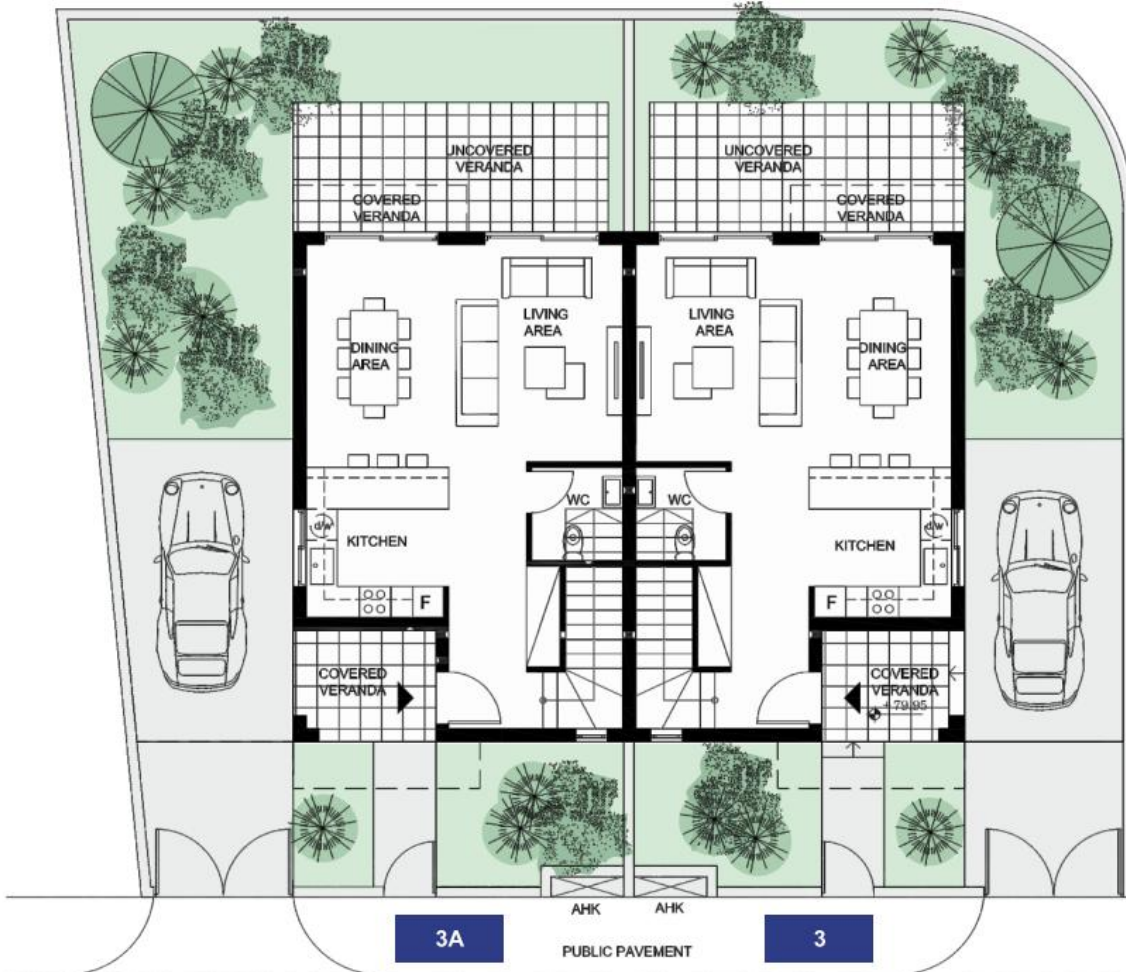 UNCOVERED
VERANDA
UNCOVERED
VERANDA
COVERED
VERANDA
COVERED
VERANDA
LIVING
AREA
LIVING
AREA
DINING
AREA
DINING
AREA
WC
WC
d/w
KITCHEN
KITCHEN
d/w
F
F
COVERED
VERANDA
COVERED
VERANDA
+79.95
AHK
AHK
3A
3
PUBLIC PAVEMENT